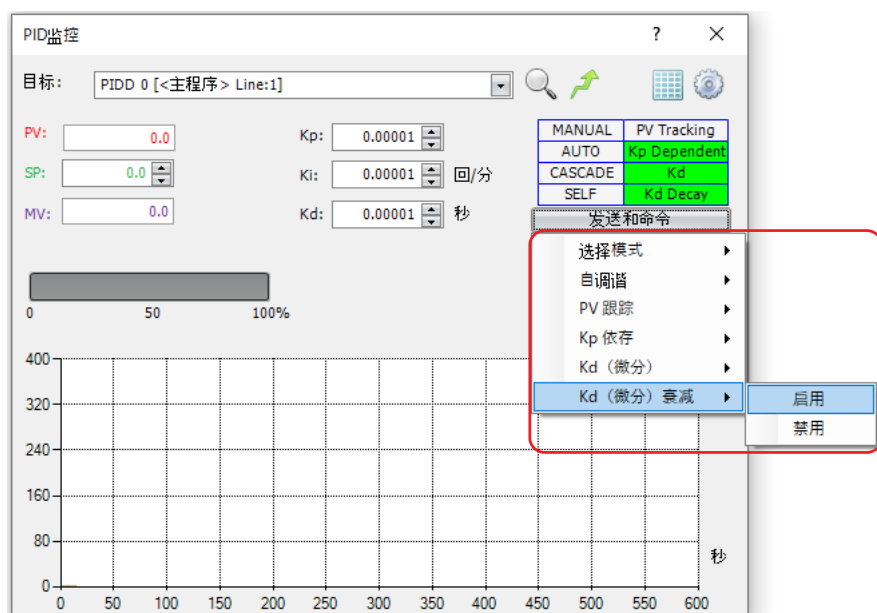 PID监控 ? ×
目标: PIDD 0 [<主程序> Line:1]
PV: 0.0 Kp: 0.00001 MANUAL PV Tracking
AUTO Kp Dependent
SP: 0.0 Ki: 0.00001 回/分 CASCADE Kd
SELF Kd Decay
MV: 0.0 Kd: 0.00001 秒 发送和命令
选择模式
自调谐
PV 跟踪
0 50 100%
Kp 依存
Kd（微分）
Kd（微分）衰减 启用
禁用
400
320
240
160
80
秒
0
0 50 100 150 200 250 300 350 400 450 500 550 600